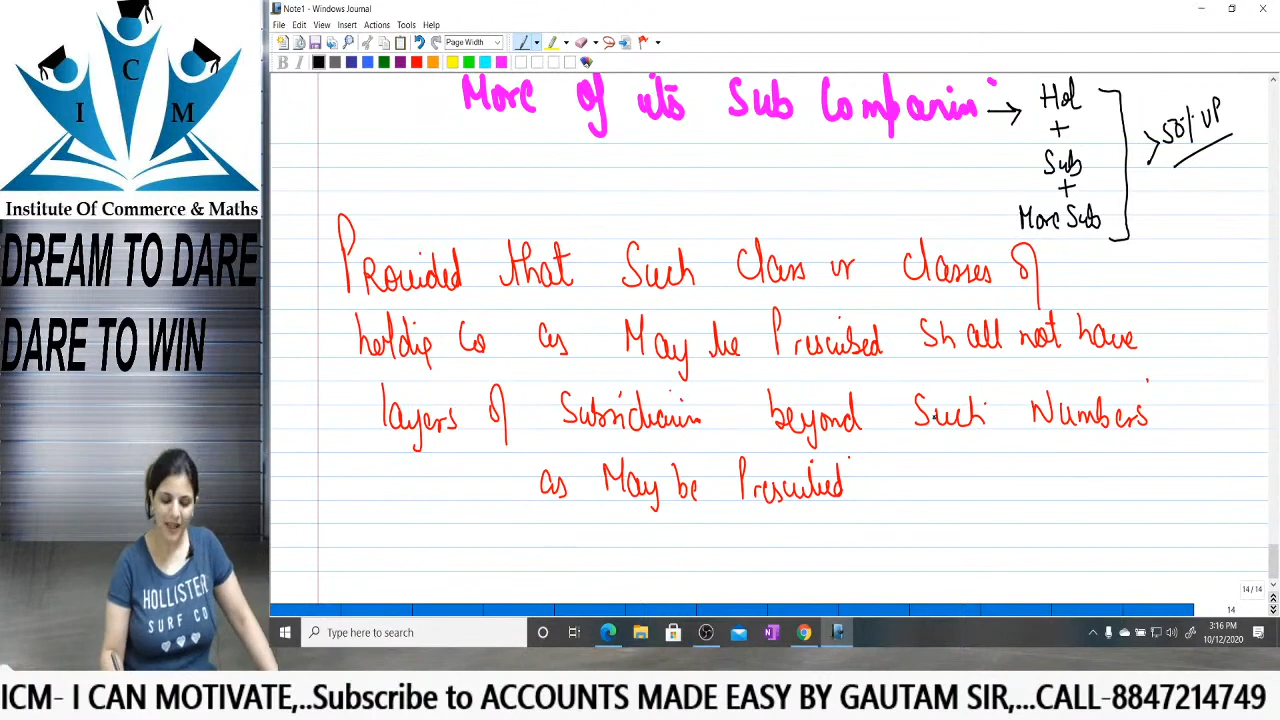 Note1 - Windows Journal
File Edit View Insert Actions Tools Help
Page Width
B I
C
I M
Institute Of Commerce & Maths
DREAM TO DARE
DARE TO WIN
More of its Sub Companies → Hol
+
Sub
+
More Sub
50% UP
Provided that Such class or classes of
holding Co as May be Prescribed Shall not have
layers of Subsidiaries beyond Such Numbers
as May be Prescribed
HOLLISTER
SURF CO
14 / 14
14
Type here to search
3:16 PM
10/12/2020
ICM- I CAN MOTIVATE,..Subscribe to ACCOUNTS MADE EASY BY GAUTAM SIR,...CALL-8847214749